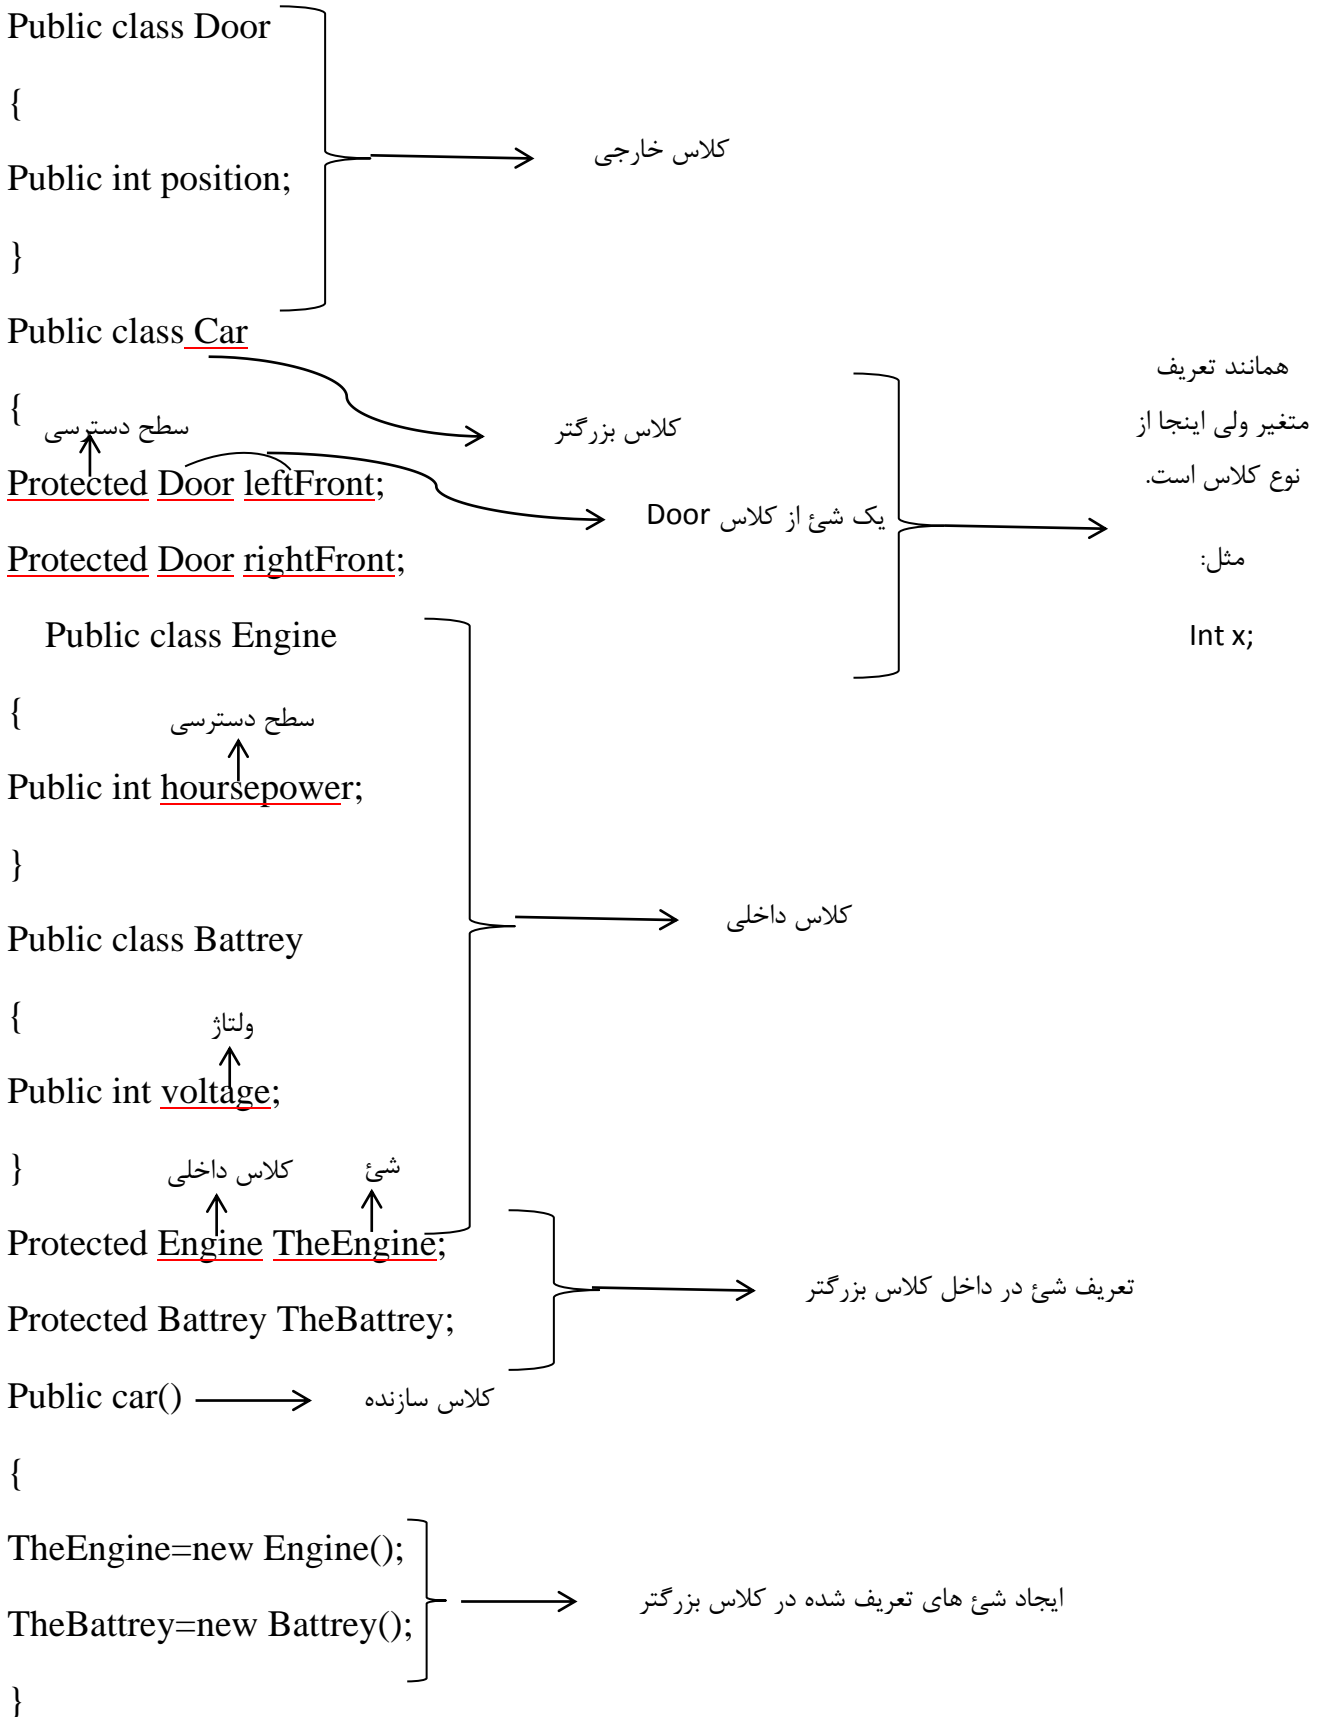 Public class Door
{
کلاس خارجی
Public int position;
}
Public class Car
همانند تعریف
متغیر ولی اینجا از
نوع کلاس است.
مثل:
Int x;
{
سطح دسترسی
کلاس بزرگتر
Protected Door leftFront;
یک شئ از کلاس Door
Protected Door rightFront;
Public class Engine
{
سطح دسترسی
Public int hoursepower;
}
کلاس داخلی
Public class Battrey
{
ولتاژ
Public int voltage;
}
کلاس داخلی
شئ
Protected Engine TheEngine;
تعریف شئ در داخل کلاس بزرگتر
Protected Battrey TheBattrey;
Public car()
کلاس سازنده
{
TheEngine=new Engine();
ایجاد شئ های تعریف شده در کلاس بزرگتر
TheBattrey=new Battrey();
}